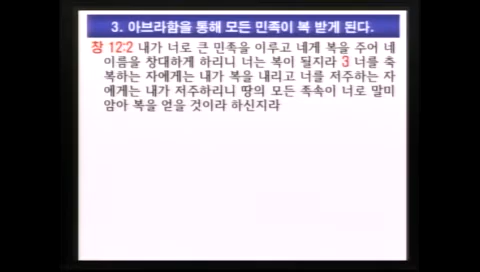 3. 아브라함을 통해 모든 민족이 복 받게 된다.
창 12:2 내가 너로 큰 민족을 이루고 네게 복을 주어 네
이름을 창대하게 하리니 너는 복이 될지라 3 너를 축
복하는 자에게는 내가 복을 내리고 너를 저주하는 자
에게는 내가 저주하리니 땅의 모든 족속이 너로 말미
암아 복을 얻을 것이라 하신지라